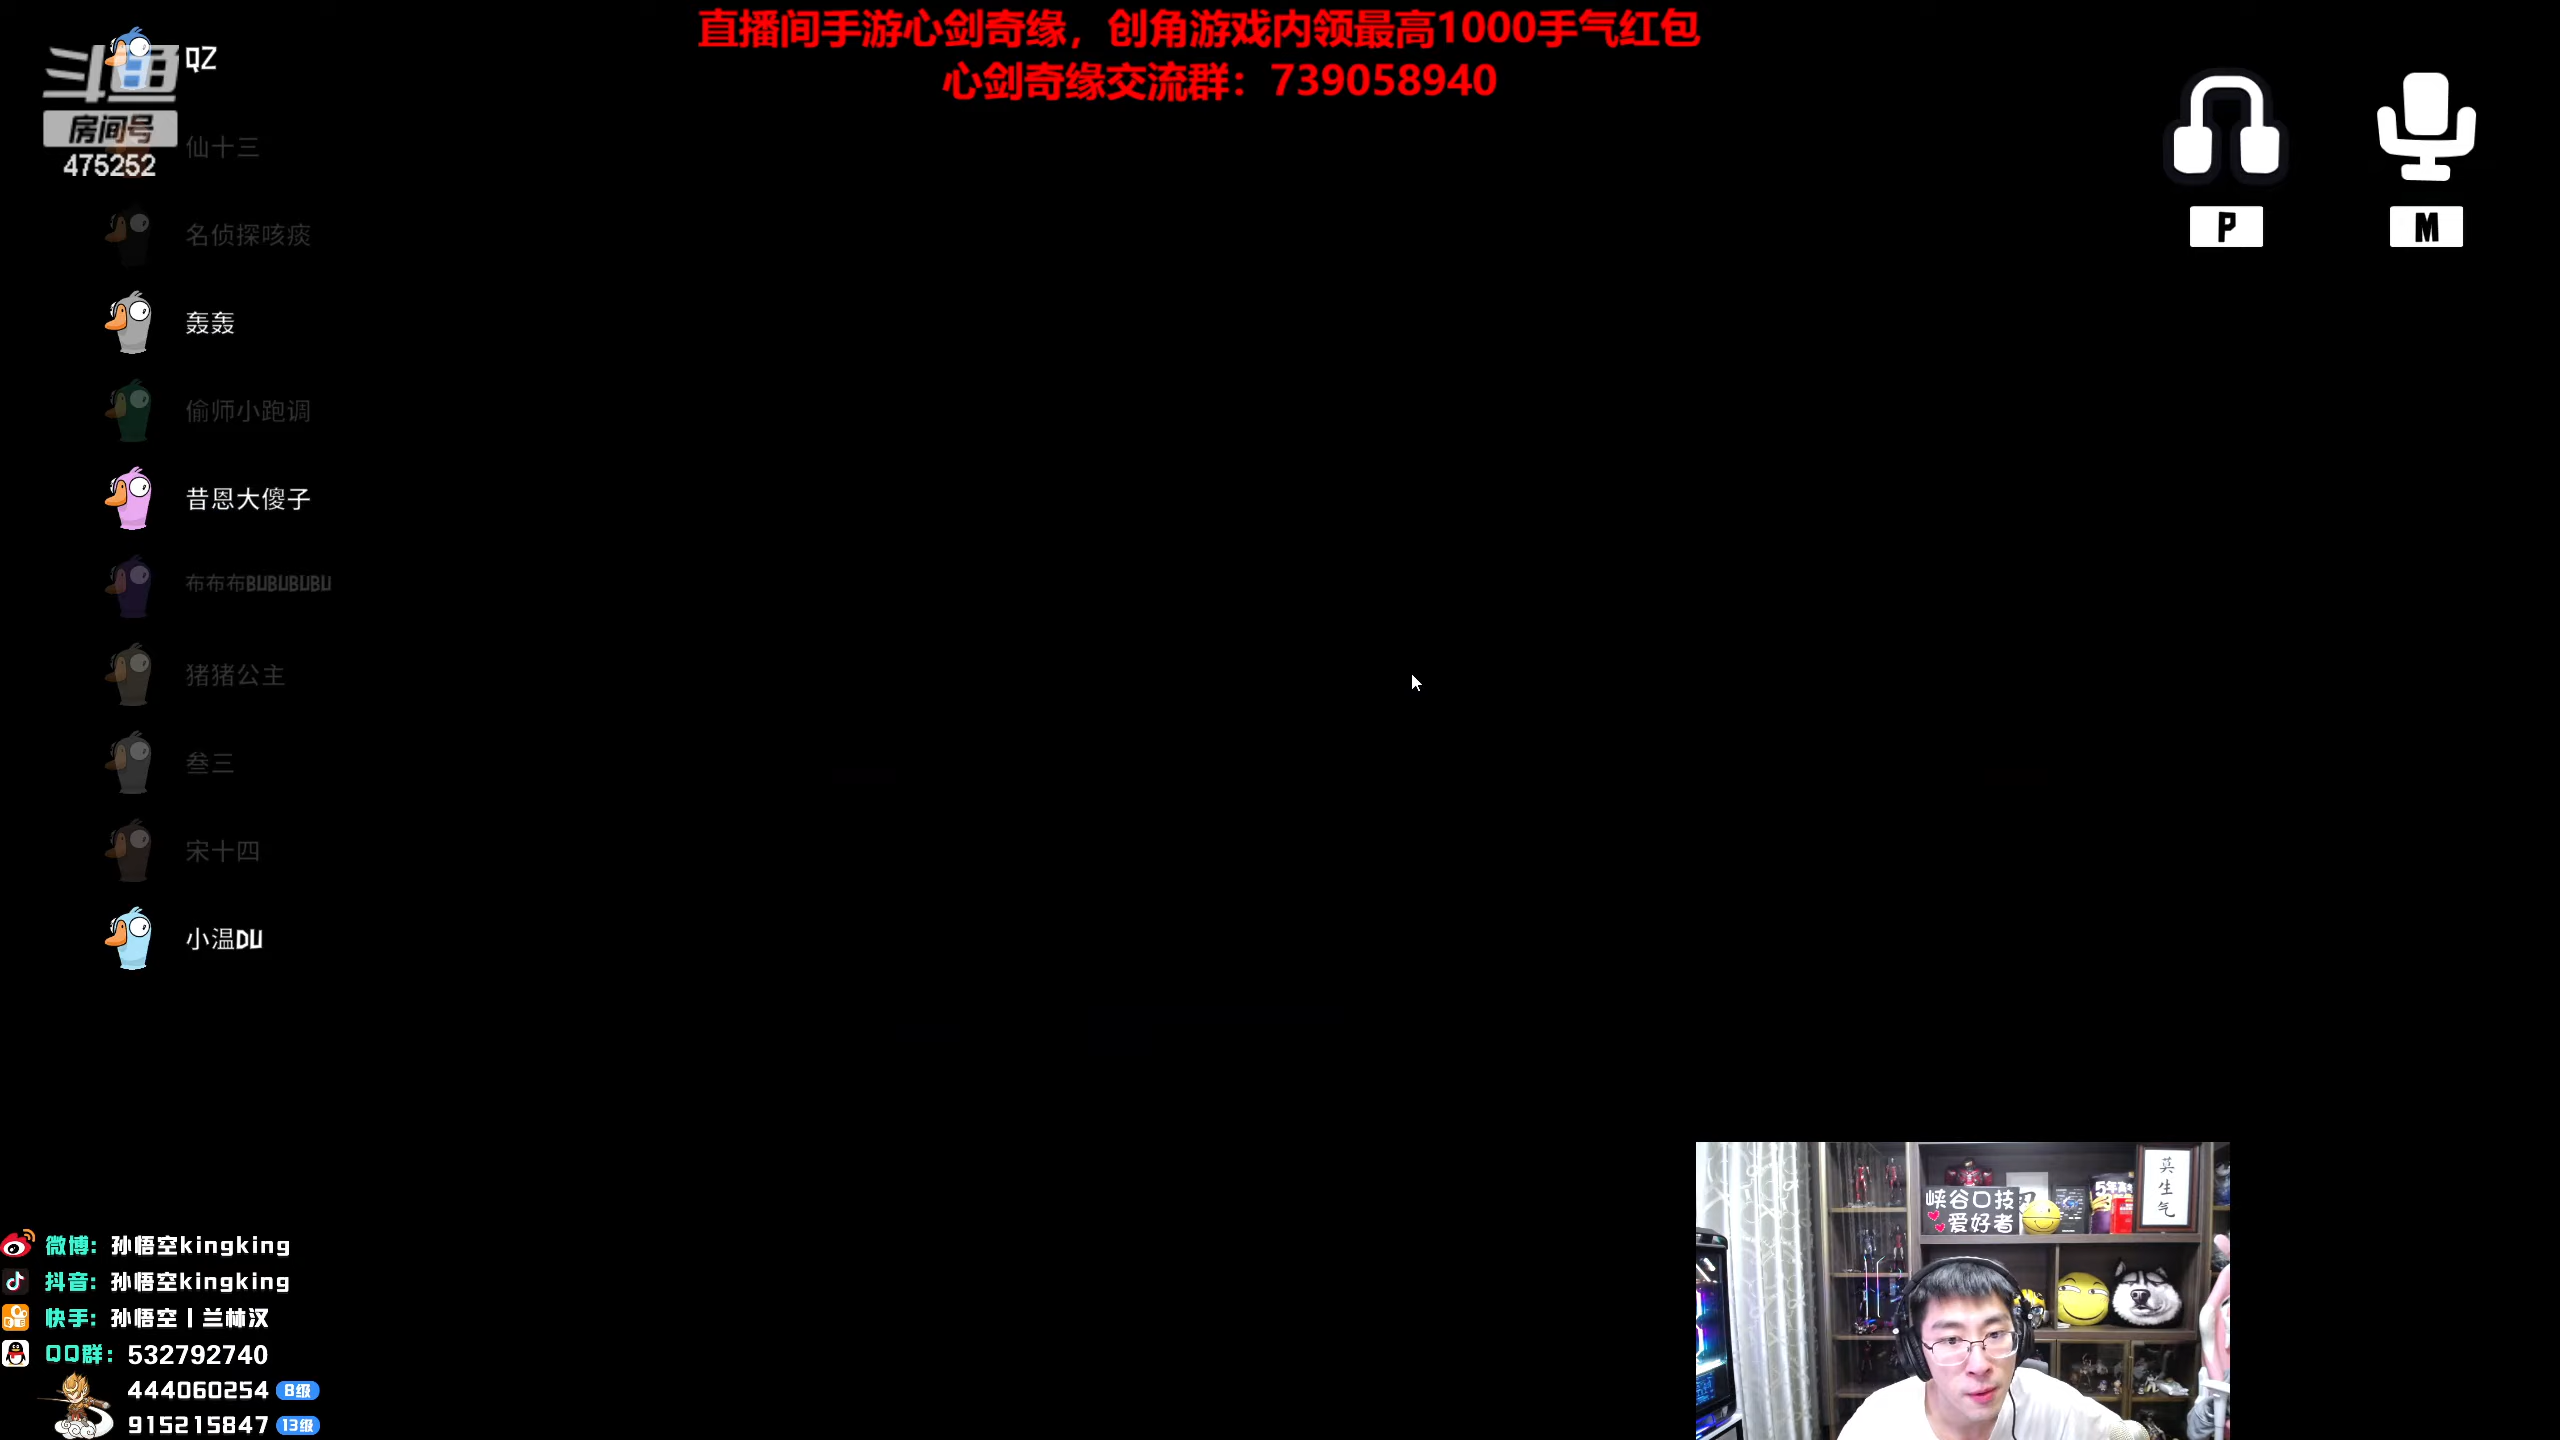 直播间手游心剑奇缘，创角游戏内领最高1000手气红包
心剑奇缘交流群：739058940
斗鱼
QZ
房间号
475252
仙十三
名侦探咳痰
轰轰
偷师小跑调
昔恩大傻子
布布布BUBUBUBU
猪猪公主
叁三
宋十四
小温DU
P
M
莫生气
峡谷口技
爱好者
微博：孙悟空kingking
抖音：孙悟空kingking
快手：孙悟空丨兰林汉
QQ群：532792740
444060254 8级
915215847 13级